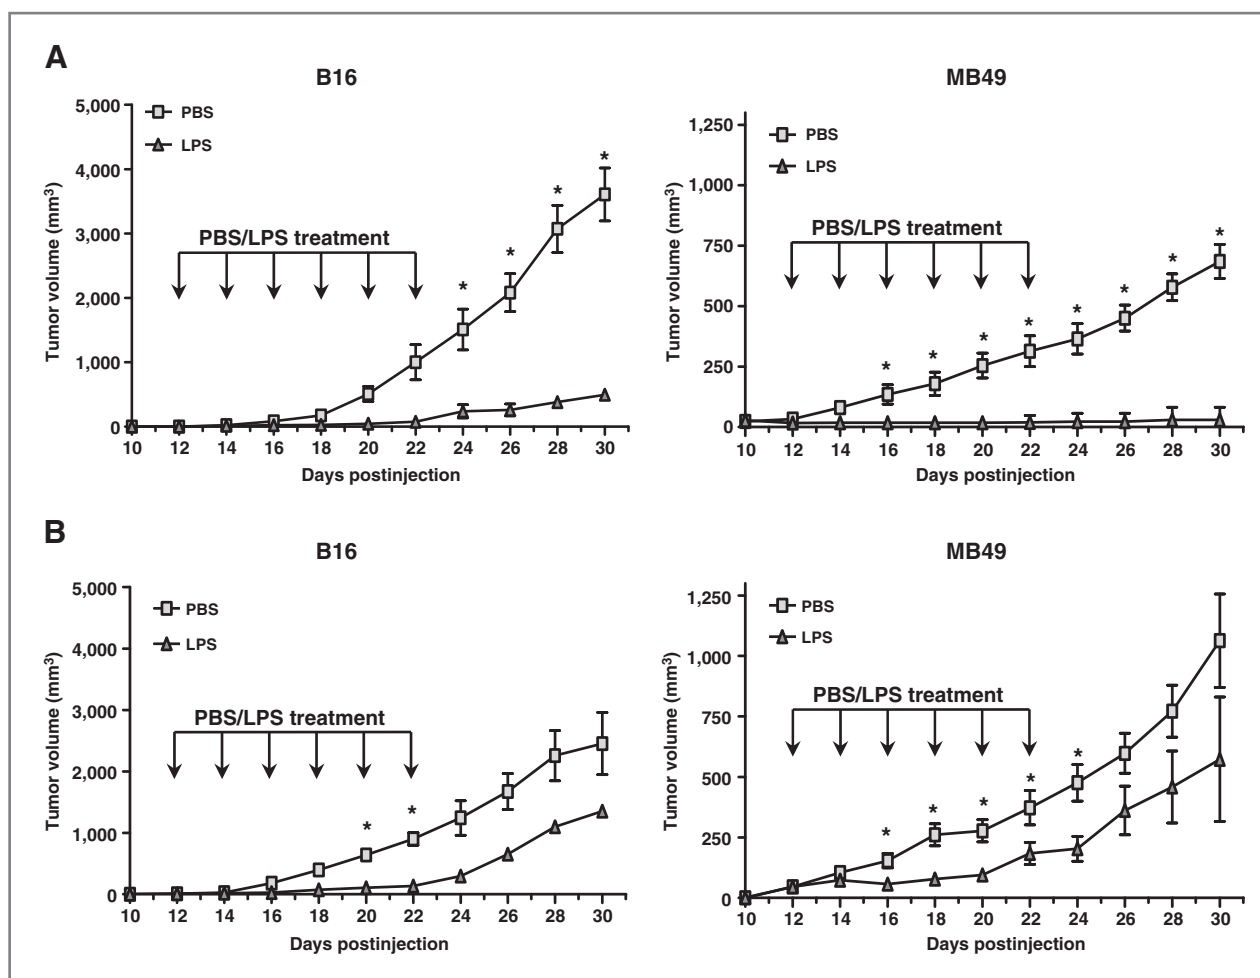 A
B16
5,000
4,000
3,000
2,000
1,000
0
Tumor volume (mm³)
PBS
LPS
PBS/LPS treatment
* * * *
10 12 14 16 18 20 22 24 26 28 30
Days postinjection
MB49
1,250
1,000
750
500
250
0
Tumor volume (mm³)
PBS
LPS
PBS/LPS treatment
* * * * * * * *
10 12 14 16 18 20 22 24 26 28 30
Days postinjection
B
B16
5,000
4,000
3,000
2,000
1,000
0
Tumor volume (mm³)
PBS
LPS
PBS/LPS treatment
* *
10 12 14 16 18 20 22 24 26 28 30
Days postinjection
MB49
1,250
1,000
750
500
250
0
Tumor volume (mm³)
PBS
LPS
PBS/LPS treatment
* * * * *
10 12 14 16 18 20 22 24 26 28 30
Days postinjection